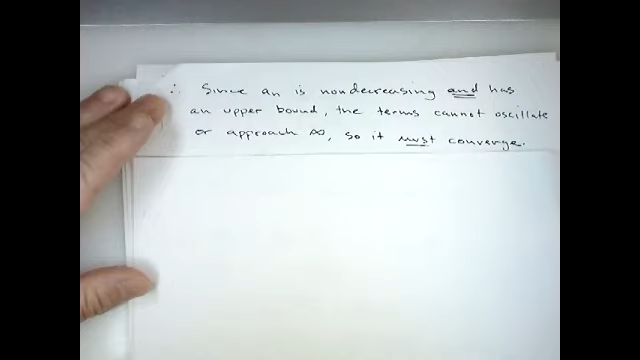 ∴ Since an is nondecreasing and has
an upper bound, the terms cannot oscillate
or approach ∞, so it must converge.